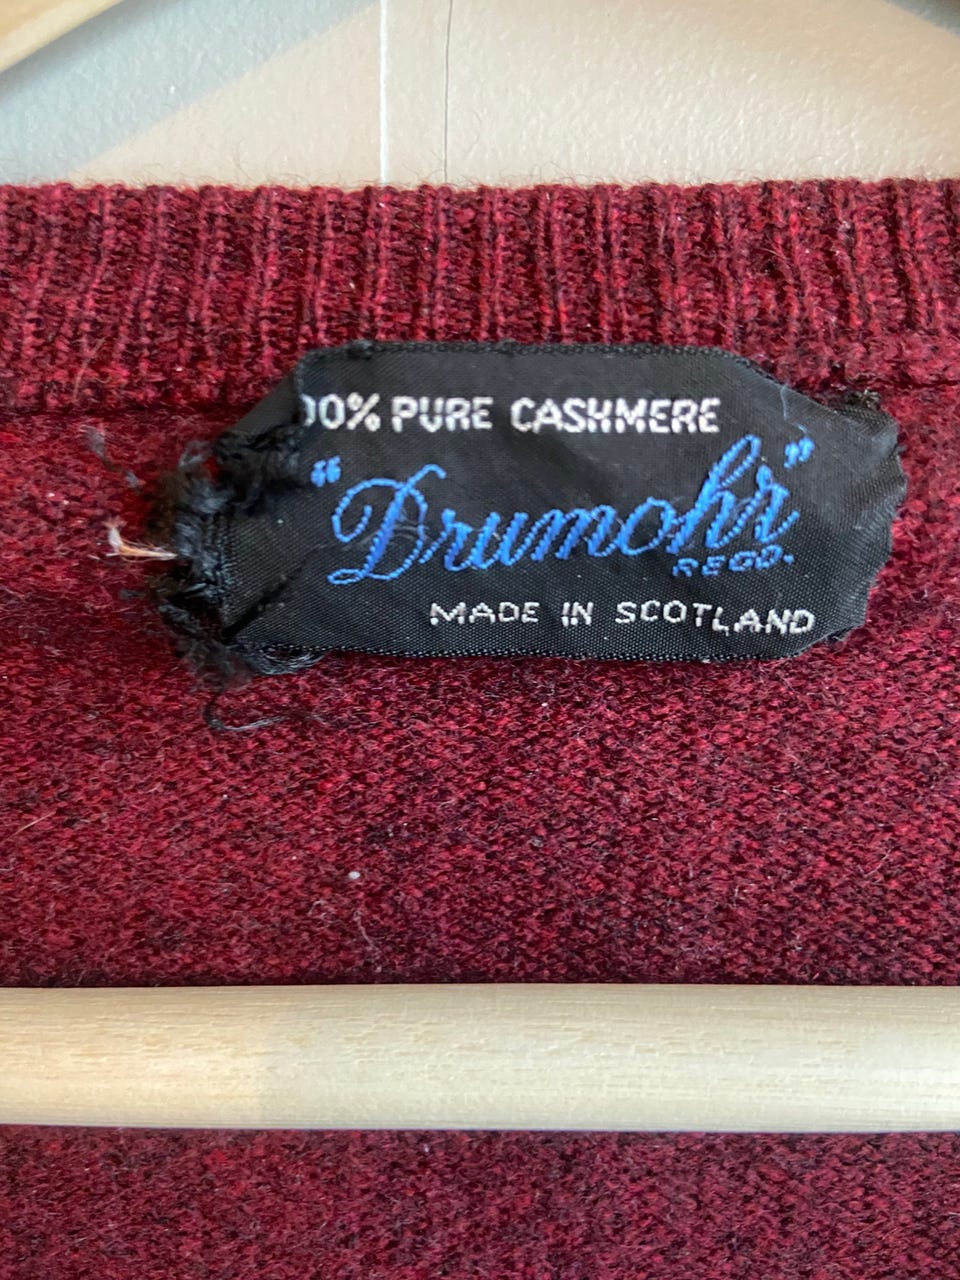 00% PURE CASHMERE
"Drumohr"
REGD.
MADE IN SCOTLAND